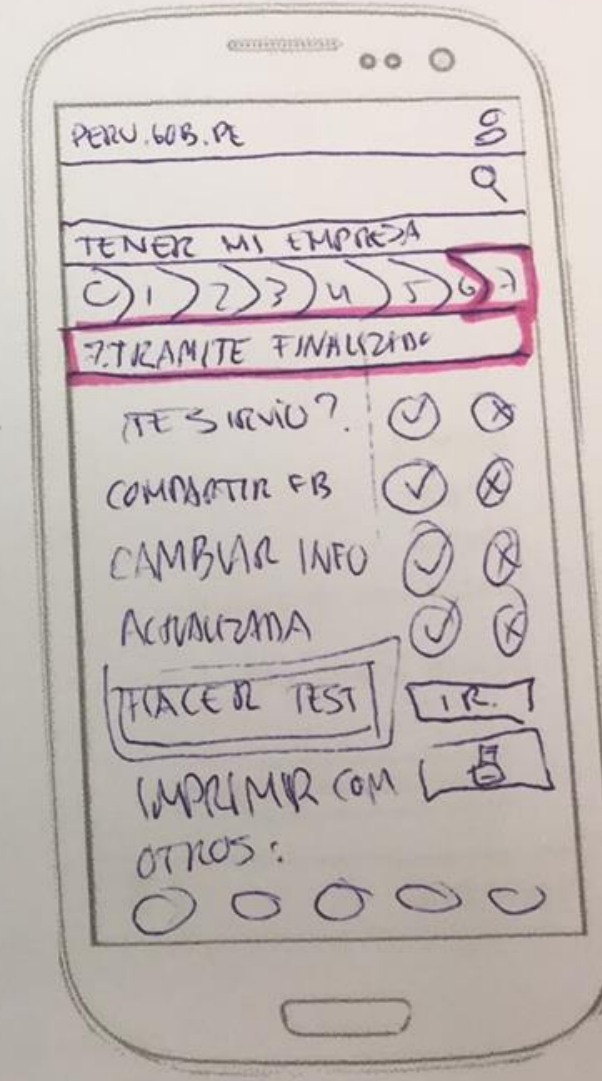 PERU.GOB.PE
TENER MI EMPRESA
0 1 2 3 4 5 6 7
7.TRAMITE FINALIZADO
¿TE SIRVIÓ?
COMPARTIR FB
CAMBIAR INFO
ACTUALIZADA
HACER TEST IR.
IMPRIMIR COM
OTROS: